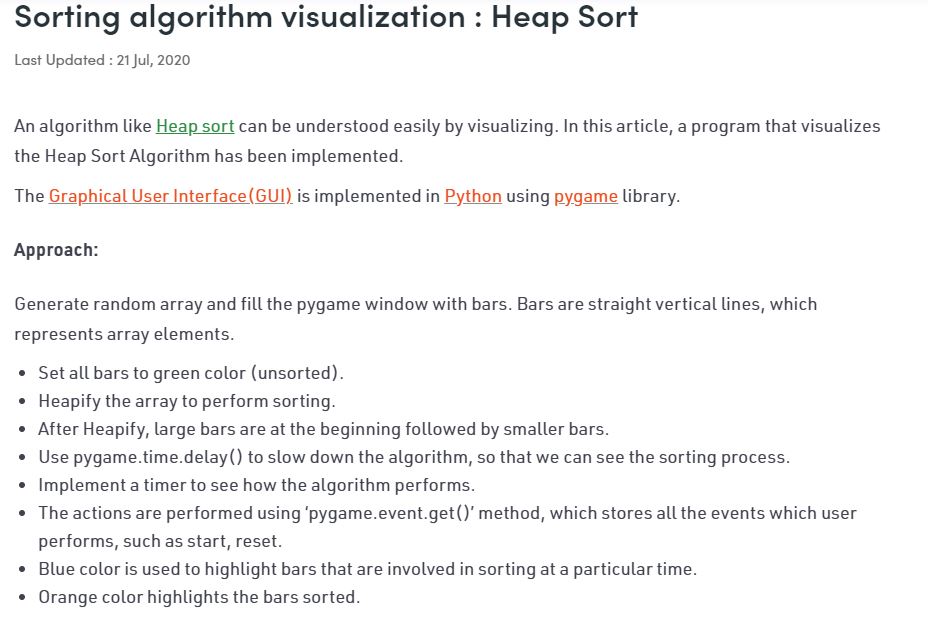 Sorting algorithm visualization : Heap Sort
Last Updated : 21 Jul, 2020
An algorithm like Heap sort can be understood easily by visualizing. In this article, a program that visualizes
the Heap Sort Algorithm has been implemented.
The Graphical User Interface(GUI) is implemented in Python using pygame library.
Approach:
Generate random array and fill the pygame window with bars. Bars are straight vertical lines, which
represents array elements.
• Set all bars to green color (unsorted).
• Heapify the array to perform sorting.
• After Heapify, large bars are at the beginning followed by smaller bars.
• Use pygame.time.delay() to slow down the algorithm, so that we can see the sorting process.
• Implement a timer to see how the algorithm performs.
• The actions are performed using ‘pygame.event.get()’ method, which stores all the events which user
performs, such as start, reset.
• Blue color is used to highlight bars that are involved in sorting at a particular time.
• Orange color highlights the bars sorted.